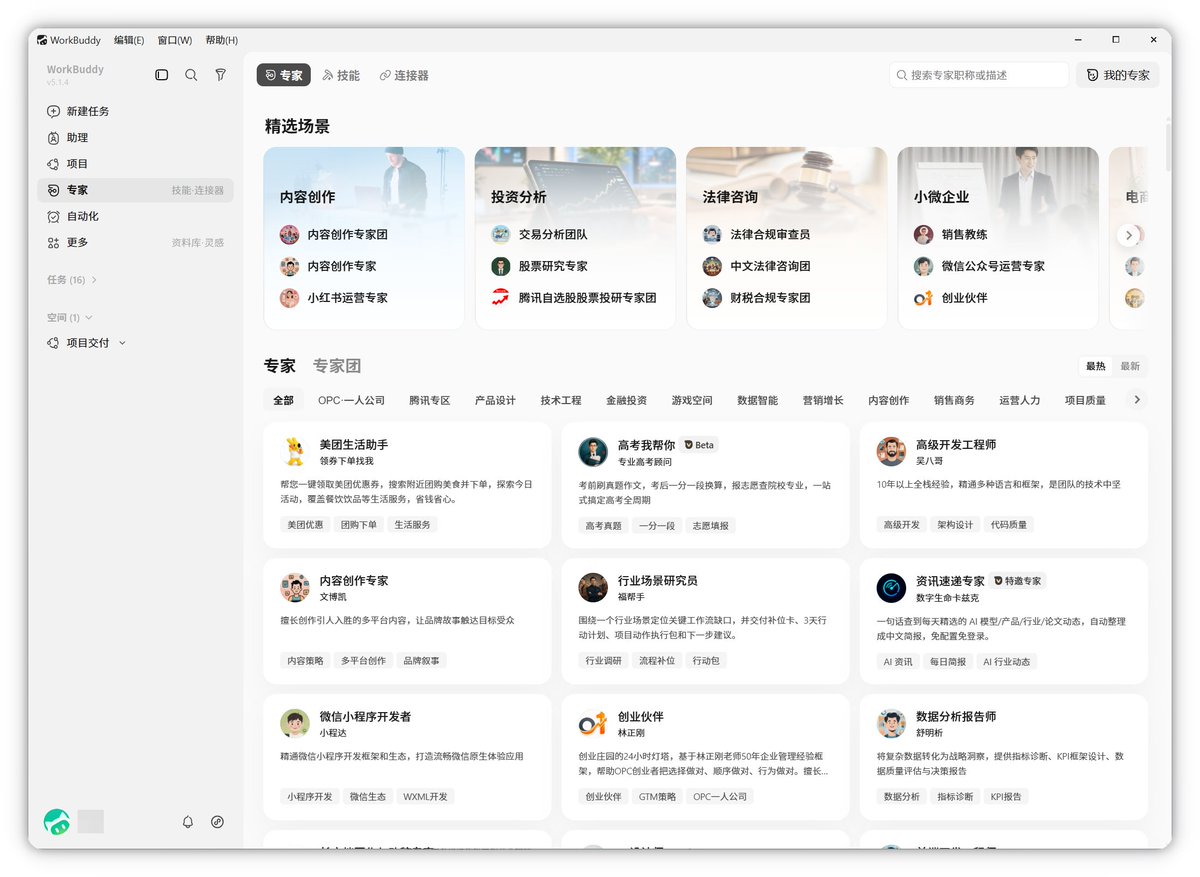 WorkBuddy 编辑(E) 窗口(W) 帮助(H)
WorkBuddy
v5.1.4
新建任务
助理
项目
专家 技能·连接器
自动化
更多 资料库·灵感
任务 (16)
空间 (1)
项目交付
专家 技能 连接器
搜索专家职称或描述
我的专家
精选场景
内容创作
内容创作专家团
内容创作专家
小红书运营专家
投资分析
交易分析团队
股票研究专家
腾讯自选股股票投研专家团
法律咨询
法律合规审查员
中文法律咨询团
财税合规专家团
小微企业
销售教练
微信公众号运营专家
创业伙伴
电商
专家 专家团
最热 最新
全部 OPC·一人公司 腾讯专区 产品设计 技术工程 金融投资 游戏空间 数据智能 营销增长 内容创作 销售商务 运营人力 项目质量
美团生活助手
领券下单找我
帮您一键领取美团优惠券，搜索附近团购美食并下单，探索今日
活动，覆盖餐饮饮品等生活服务，省钱省心。
美团优惠 团购下单 生活服务
高考我帮你 Beta
专业高考顾问
考前刷真题作文，考后一分一段换算，报志愿查院校专业，一站
式搞定高考全周期
高考真题 一分一段 志愿填报
高级开发工程师
吴八哥
10年以上全栈经验，精通多种语言和框架，是团队的技术中坚
高级开发 架构设计 代码质量
内容创作专家
文博凯
擅长创作引人入胜的多平台内容，让品牌故事触达目标受众
内容策略 多平台创作 品牌叙事
行业场景研究员
福帮手
围绕一个行业场景定位关键工作流缺口，并交付补位卡、3天行
动计划、项目动作执行包和下一步建议。
行业调研 流程补位 行动包
资讯速递专家 特邀专家
数字生命卡兹克
一句话查到每天精选的 AI 模型/产品/行业/论文动态，自动整理
成中文简报，免配置免登录。
AI 资讯 每日简报 AI 行业动态
微信小程序开发者
小程达
精通微信小程序开发框架和生态，打造流畅微信原生体验应用
小程序开发 微信生态 WXML开发
创业伙伴
林正刚
创业庄园的24小时灯塔，基于林正刚老师50年企业管理经验框
架，帮助OPC创业者把选择做对、顺序做对、行为做对。擅长...
创业伙伴 GTM策略 OPC一人公司
数据分析报告师
舒明析
将复杂数据转化为战略洞察，提供指标诊断、KPI框架设计、数
据质量评估与决策报告
数据分析 指标诊断 KPI报告